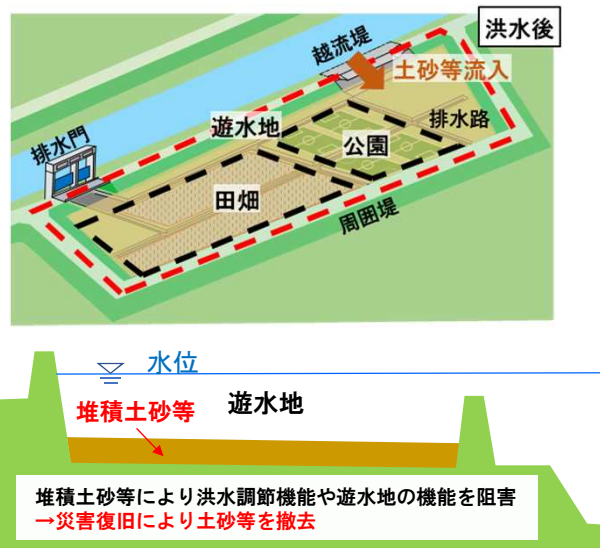 洪水後
越流堤
土砂等流入
排水路
遊水地
公園
排水門
田畑
周囲堤
水位
堆積土砂等
遊水地
堆積土砂等により洪水調節機能や遊水地の機能を阻害
→災害復旧により土砂等を撤去